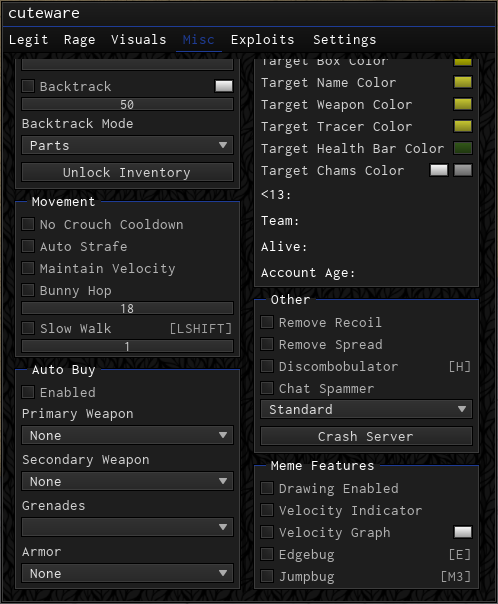 cuteware
Legit Rage Visuals Misc Exploits Settings
Backtrack
50
Backtrack Mode
Parts
Unlock Inventory
Movement
No Crouch Cooldown
Auto Strafe
Maintain Velocity
Bunny Hop
18
Slow Walk [LSHIFT]
1
Auto Buy
Enabled
Primary Weapon
None
Secondary Weapon
None
Grenades
Armor
None
Target Box Color
Target Name Color
Target Weapon Color
Target Tracer Color
Target Health Bar Color
Target Chams Color
<13:
Team:
Alive:
Account Age:
Other
Remove Recoil
Remove Spread
Discombobulator [H]
Chat Spammer
Standard
Crash Server
Meme Features
Drawing Enabled
Velocity Indicator
Velocity Graph
Edgebug [E]
Jumpbug [M3]